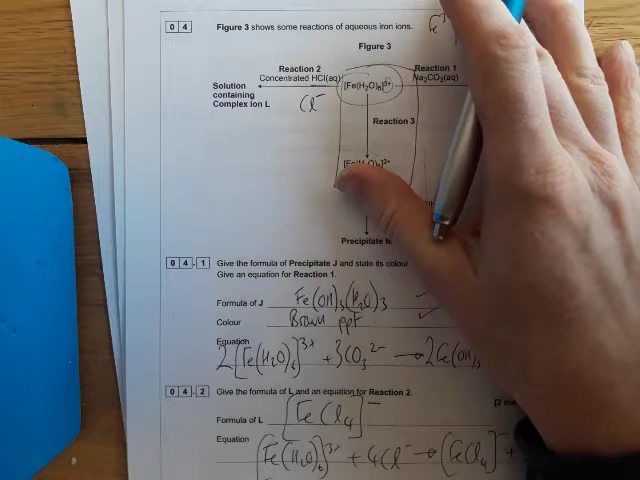 0 4 Figure 3 shows some reactions of aqueous iron ions.
Figure 3
Reaction 2
Concentrated HCl(aq)
Reaction 1
Na₂CO₃(aq)
[Fe(H₂O)₆]³⁺
Solution
containing
Complex ion L
Cl⁻
Reaction 3
[Fe(H₂O)₆]²⁺
Precipitate M
0 4 . 1 Give the formula of Precipitate J and state its colour
Give an equation for Reaction 1.
Formula of J Fe(OH)₃(H₂O)₃
Colour Brown ppt.
Equation
2[Fe(H₂O)₆]³⁺ + 3CO₃²⁻ → 2Fe(OH)₃
0 4 . 2 Give the formula of L and an equation for Reaction 2.
Formula of L [FeCl₄]⁻
Equation
[Fe(H₂O)₆]³⁺ + 4Cl⁻ → [FeCl₄]⁻ +